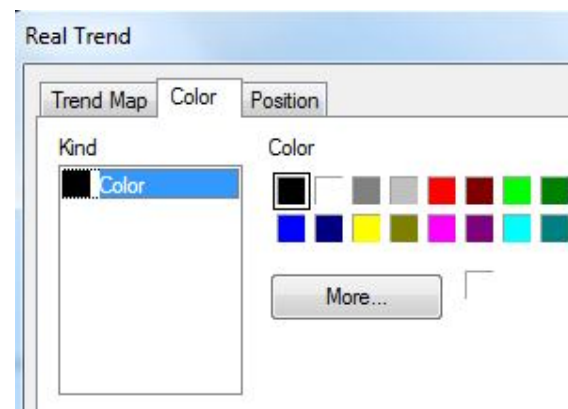 Real Trend
Trend Map Color Position
Kind Color
Color
More...